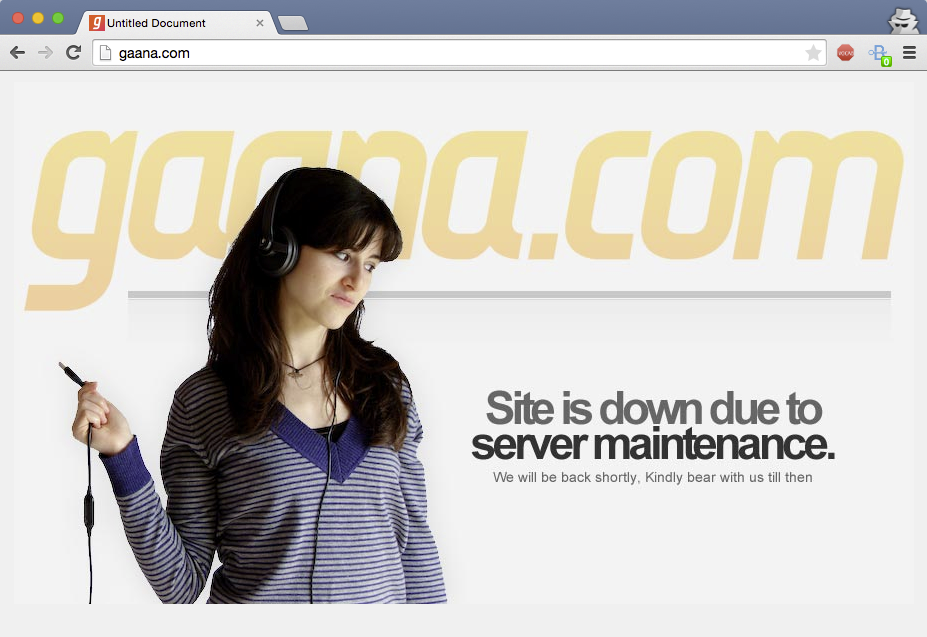 Untitled Document
gaana.com
gaana.com
Site is down due to
server maintenance.
We will be back shortly, Kindly bear with us till then
0